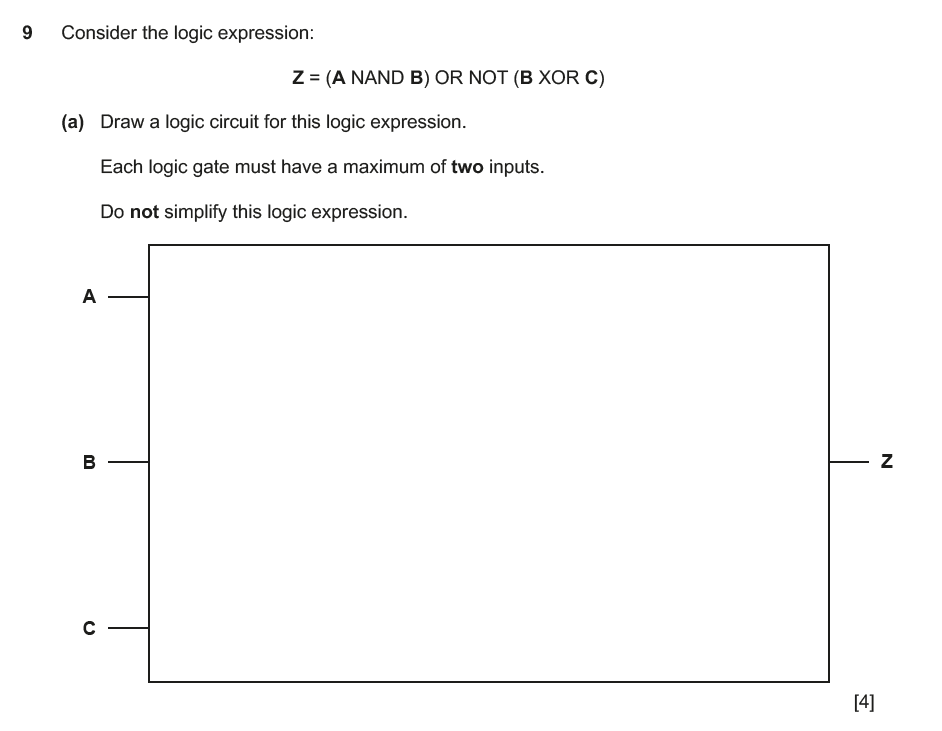 9 Consider the logic expression:
Z = (A NAND B) OR NOT (B XOR C)
(a) Draw a logic circuit for this logic expression.
Each logic gate must have a maximum of two inputs.
Do not simplify this logic expression.
A
B
Z
C
[4]